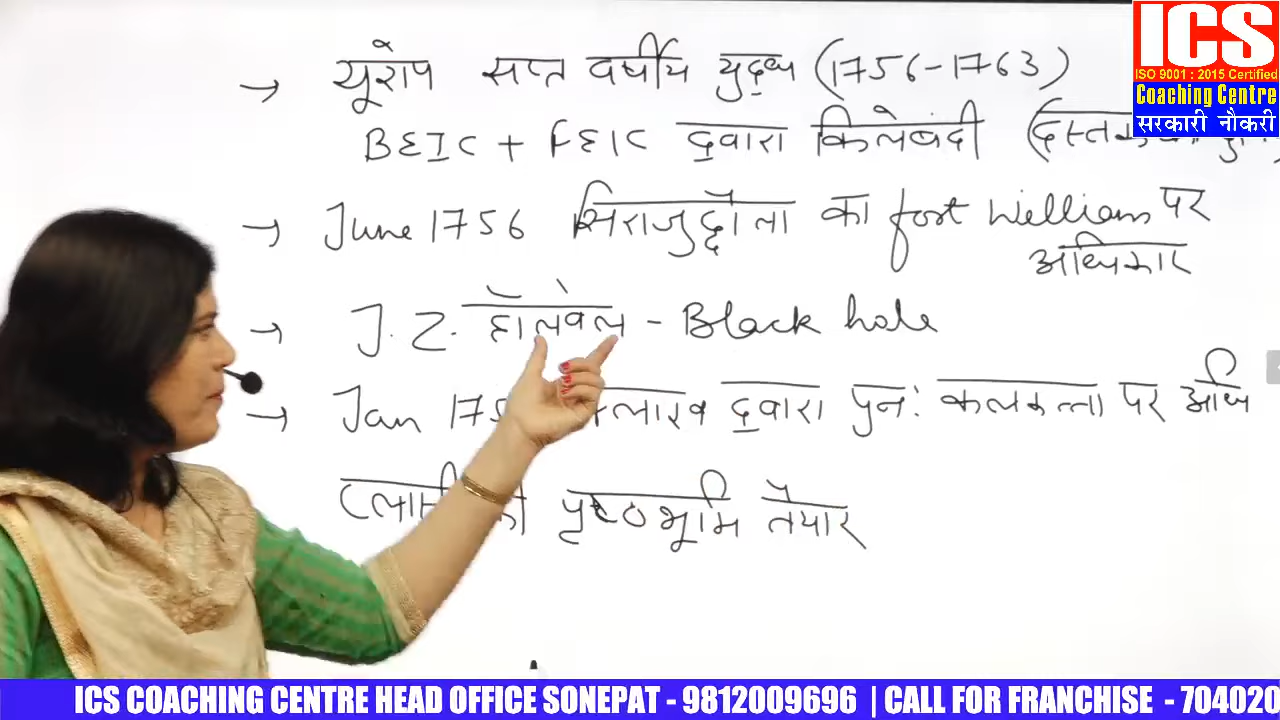 ICS
ISO 9001 : 2015 Certified
Coaching Centre
सरकारी नौकरी
→ यूरोप सप्त वर्षीय युद्ध (1756-1763)
BEIC + FEIC द्वारा किलेबंदी
→ June 1756 सिराजुद्दौला का fort William पर
अधिकार
→ J. Z. हॉलवेल - Black hole
→ Jan 175 द्वारा पुनः कलकत्ता पर अधि
पृष्ठभूमि तैयार
ICS COACHING CENTRE HEAD OFFICE SONEPAT - 9812009696 | CALL FOR FRANCHISE - 704020